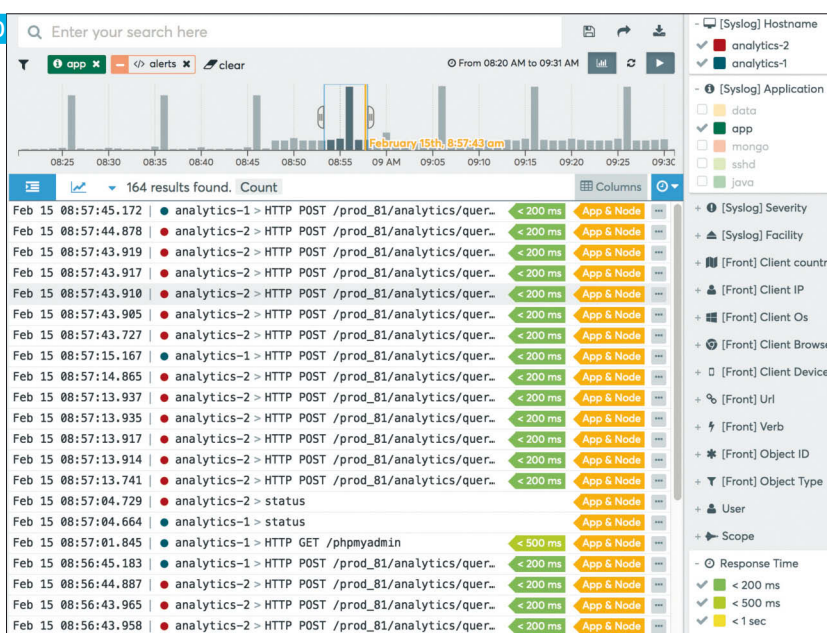 Enter your search here
app × </> alerts × clear From 08:20 AM to 09:31 AM
February 15th, 8:57:43 am
08:25 08:30 08:35 08:40 08:45 08:50 08:55 09 AM 09:05 09:10 09:15 09:20 09:25 09:30
164 results found. Count Columns
Feb 15 08:57:45.172 | analytics-1 > HTTP POST /prod_81/analytics/quer… < 200 ms App & Node
Feb 15 08:57:44.878 | analytics-2 > HTTP POST /prod_81/analytics/quer… < 200 ms App & Node
Feb 15 08:57:43.919 | analytics-2 > HTTP POST /prod_81/analytics/quer… < 200 ms App & Node
Feb 15 08:57:43.917 | analytics-2 > HTTP POST /prod_81/analytics/quer… < 200 ms App & Node
Feb 15 08:57:43.910 | analytics-2 > HTTP POST /prod_81/analytics/quer… < 200 ms App & Node
Feb 15 08:57:43.905 | analytics-2 > HTTP POST /prod_81/analytics/quer… < 200 ms App & Node
Feb 15 08:57:43.727 | analytics-2 > HTTP POST /prod_81/analytics/quer… < 200 ms App & Node
Feb 15 08:57:15.167 | analytics-1 > HTTP POST /prod_81/analytics/quer… < 200 ms App & Node
Feb 15 08:57:14.865 | analytics-2 > HTTP POST /prod_81/analytics/quer… < 200 ms App & Node
Feb 15 08:57:13.937 | analytics-2 > HTTP POST /prod_81/analytics/quer… < 200 ms App & Node
Feb 15 08:57:13.935 | analytics-2 > HTTP POST /prod_81/analytics/quer… < 200 ms App & Node
Feb 15 08:57:13.917 | analytics-2 > HTTP POST /prod_81/analytics/quer… < 200 ms App & Node
Feb 15 08:57:13.914 | analytics-2 > HTTP POST /prod_81/analytics/quer… < 200 ms App & Node
Feb 15 08:57:13.741 | analytics-2 > HTTP POST /prod_81/analytics/quer… < 200 ms App & Node
Feb 15 08:57:04.729 | analytics-2 > status App & Node
Feb 15 08:57:04.664 | analytics-1 > status App & Node
Feb 15 08:57:01.845 | analytics-1 > HTTP GET /phpmyadmin < 500 ms App & Node
Feb 15 08:56:45.183 | analytics-1 > HTTP POST /prod_81/analytics/quer… < 200 ms App & Node
Feb 15 08:56:44.887 | analytics-2 > HTTP POST /prod_81/analytics/quer… < 200 ms App & Node
Feb 15 08:56:43.965 | analytics-2 > HTTP POST /prod_81/analytics/quer… < 200 ms App & Node
Feb 15 08:56:43.958 | analytics-2 > HTTP POST /prod_81/analytics/quer… < 200 ms App & Node
- [Syslog] Hostname
analytics-2
analytics-1
- [Syslog] Application
data
app
mongo
sshd
java
+ [Syslog] Severity
+ [Syslog] Facility
+ [Front] Client countr
+ [Front] Client IP
+ [Front] Client Os
+ [Front] Client Browse
+ [Front] Client Device
+ [Front] Url
+ [Front] Verb
+ [Front] Object ID
+ [Front] Object Type
+ User
+ Scope
- Response Time
< 200 ms
< 500 ms
< 1 sec